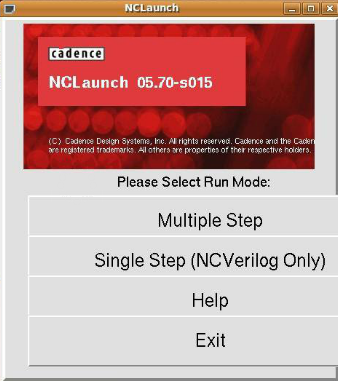 NCLaunch
cadence
NCLaunch 05.70-s015
(C) Cadence Design Systems, Inc. All rights reserved. Cadence and the Caden
are registered trademarks. All others are properties of their respective holders.
Please Select Run Mode:
Multiple Step
Single Step (NCVerilog Only)
Help
Exit